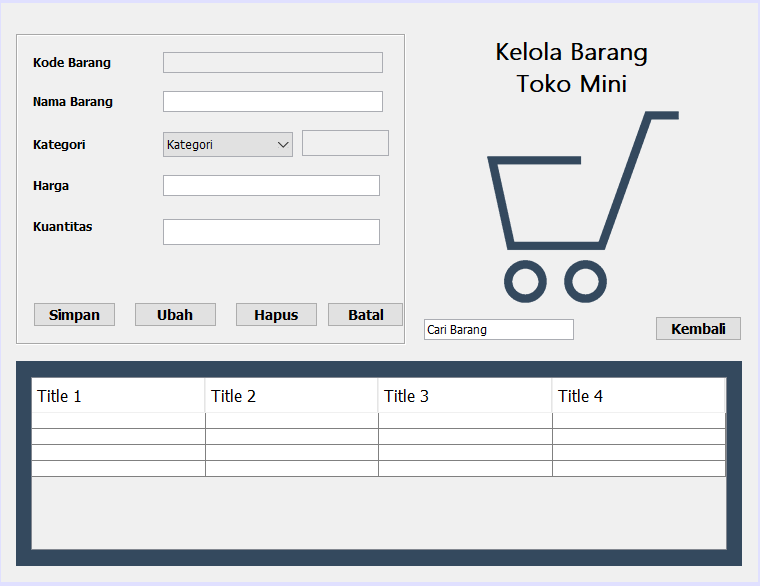 Kelola Barang
Toko Mini
Kode Barang
Nama Barang
Kategori Kategori
Harga
Kuantitas
Simpan Ubah Hapus Batal
Cari Barang Kembali
Title 1 Title 2 Title 3 Title 4